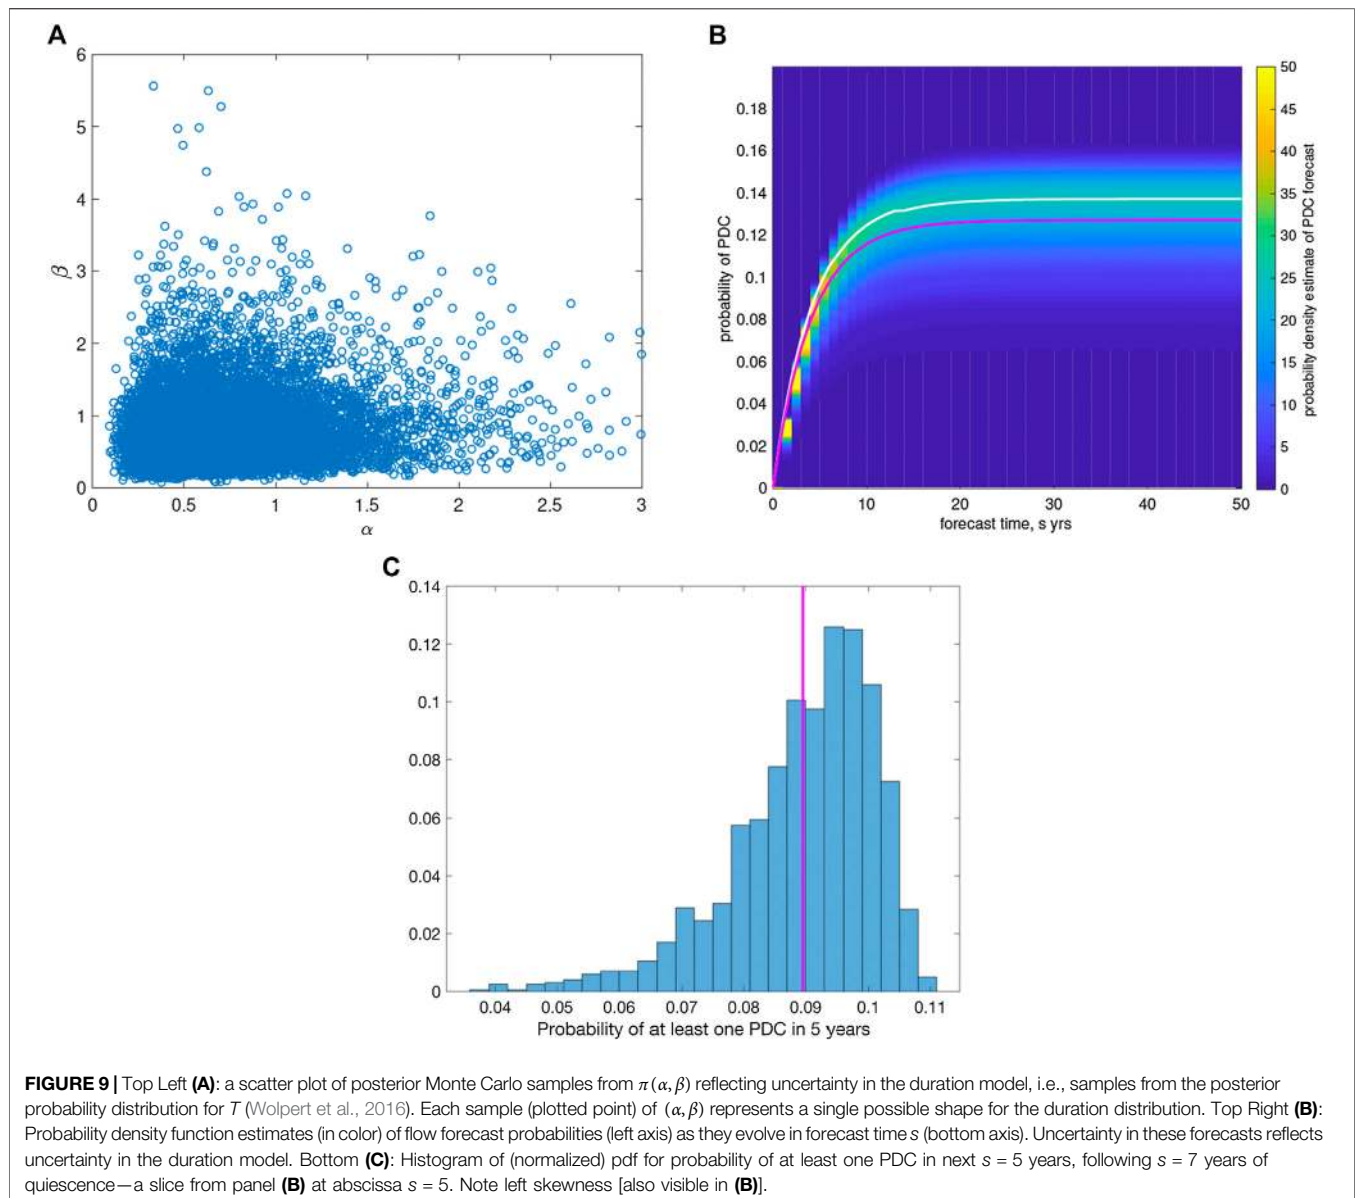 A
6
5
4
3
2
1
0
β
0 0.5 1 1.5 2 2.5 3
α
B
0.18
0.16
0.14
0.12
0.1
0.08
0.06
0.04
0.02
0
probability of PDC
0 10 20 30 40 50
forecast time, s yrs
50
45
40
35
30
25
20
15
10
5
0
probability density estimate of PDC forecast
C
0.14
0.12
0.1
0.08
0.06
0.04
0.02
0
0.04 0.05 0.06 0.07 0.08 0.09 0.1 0.11
Probability of at least one PDC in 5 years
FIGURE 9 | Top Left (A): a scatter plot of posterior Monte Carlo samples from π(α, β) reflecting uncertainty in the duration model, i.e., samples from the posterior
probability distribution for T (Wolpert et al., 2016). Each sample (plotted point) of (α, β) represents a single possible shape for the duration distribution. Top Right (B):
Probability density function estimates (in color) of flow forecast probabilities (left axis) as they evolve in forecast time s (bottom axis). Uncertainty in these forecasts reflects
uncertainty in the duration model. Bottom (C): Histogram of (normalized) pdf for probability of at least one PDC in next s = 5 years, following s = 7 years of
quiescence—a slice from panel (B) at abscissa s = 5. Note left skewness [also visible in (B)].